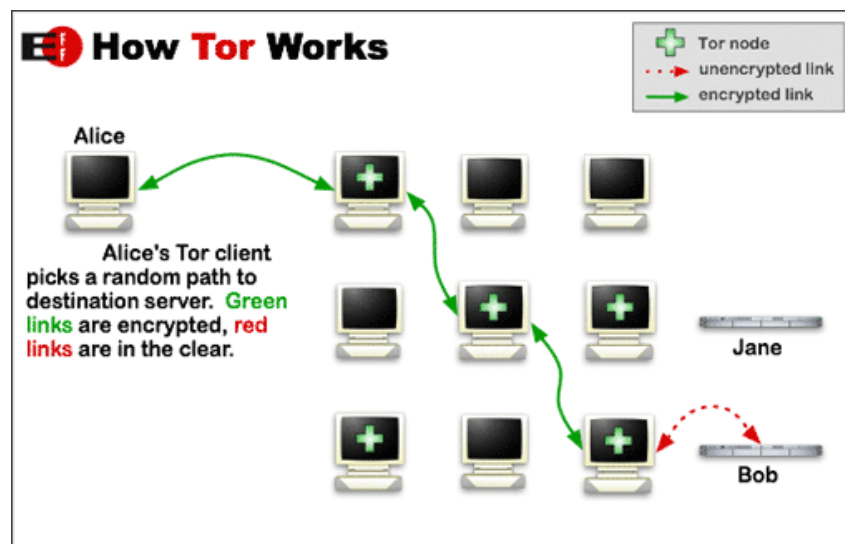 EFF How Tor Works
Tor node
unencrypted link
encrypted link
Alice
Alice's Tor client
picks a random path to
destination server. Green
links are encrypted, red
links are in the clear.
Jane
Bob